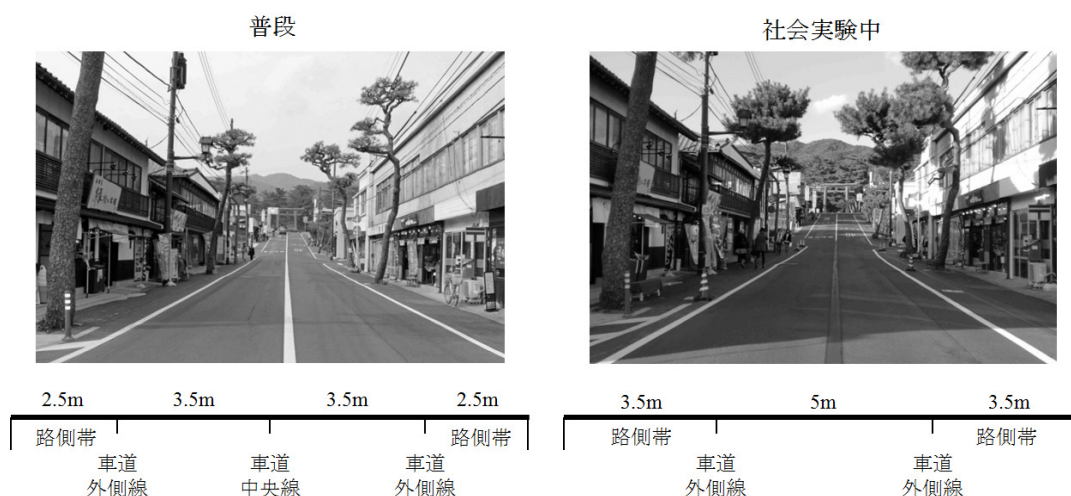 普段
社会実験中
2.5m
3.5m
3.5m
2.5m
路側帯
路側帯
車道
外側線
車道
中央線
車道
外側線
3.5m
5m
3.5m
路側帯
路側帯
車道
外側線
車道
外側線